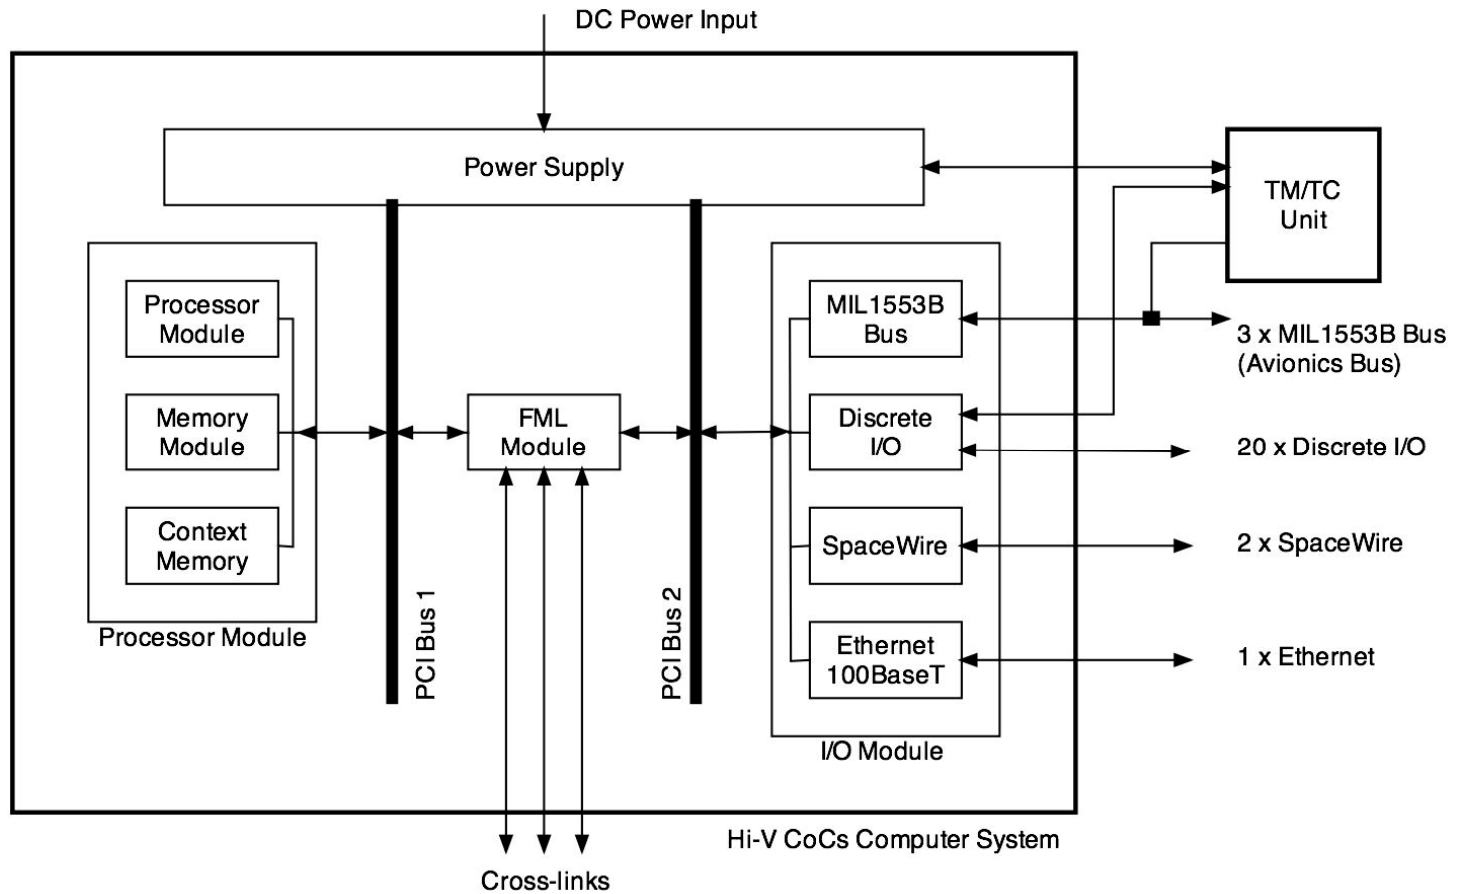 DC Power Input
Power Supply
TM/TC
Unit
Processor
Module
Memory
Module
Context
Memory
Processor Module
PCI Bus 1
FML
Module
PCI Bus 2
MIL1553B
Bus
Discrete
I/O
SpaceWire
Ethernet
100BaseT
I/O Module
3 x MIL1553B Bus
(Avionics Bus)
20 x Discrete I/O
2 x SpaceWire
1 x Ethernet
Hi-V CoCs Computer System
Cross-links